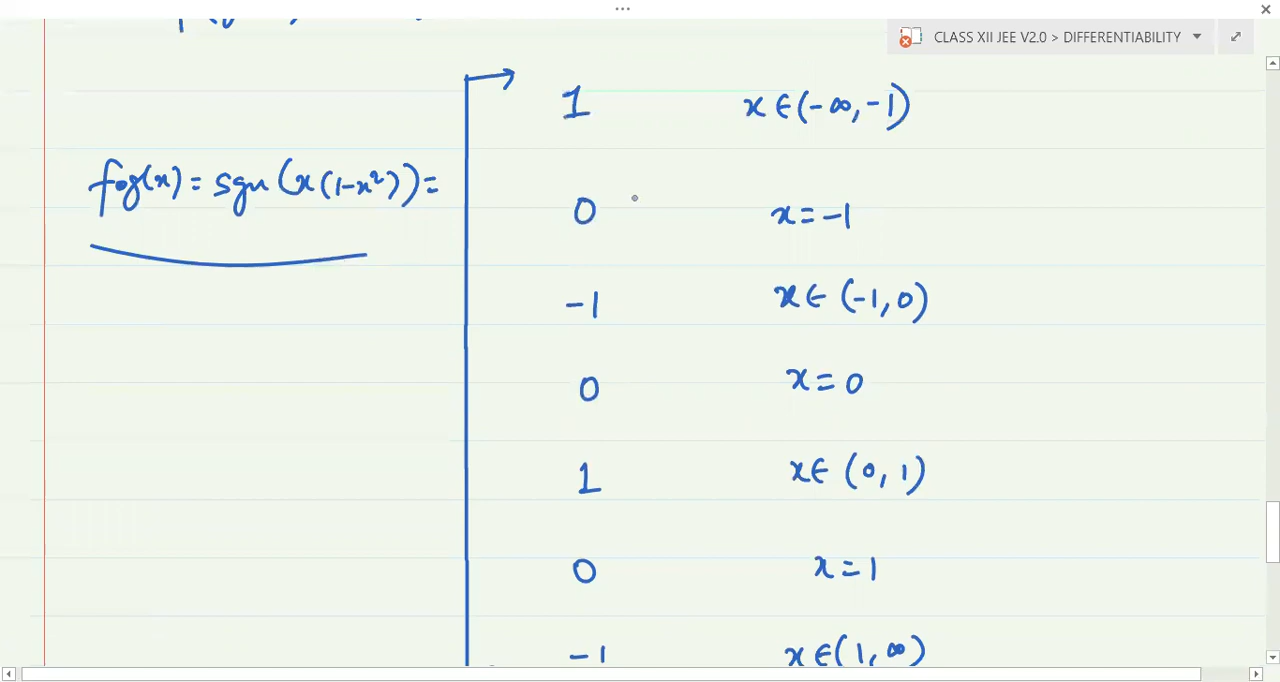 CLASS XII JEE V2.0 > DIFFERENTIABILITY
1 x∈(-∞,-1)
fog(x)= sgn(x(1-x²))=
0 x=-1
-1 x∈(-1,0)
0 x=0
1 x∈(0,1)
0 x=1
-1 x∈(1,∞)